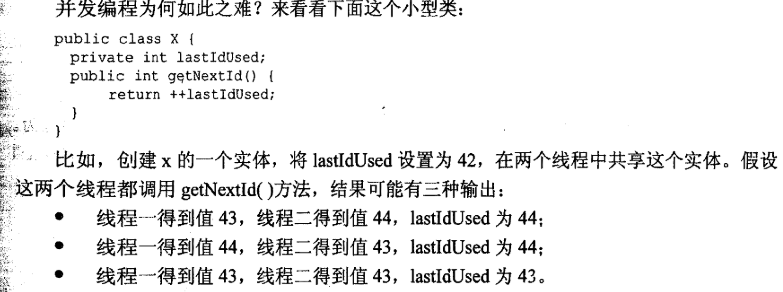 并发编程为何如此之难？来看看下面这个小型类：
public class X {
private int lastIdUsed;
public int getNextId() {
return ++lastIdUsed;
}
}
比如，创建 x 的一个实体，将 lastIdUsed 设置为 42，在两个线程中共享这个实体。假设
这两个线程都调用 getNextId( )方法，结果可能有三种输出：
● 线程一得到值 43，线程二得到值 44，lastIdUsed 为 44；
● 线程一得到值 44，线程二得到值 43，lastIdUsed 为 44；
● 线程一得到值 43，线程二得到值 43，lastIdUsed 为 43。